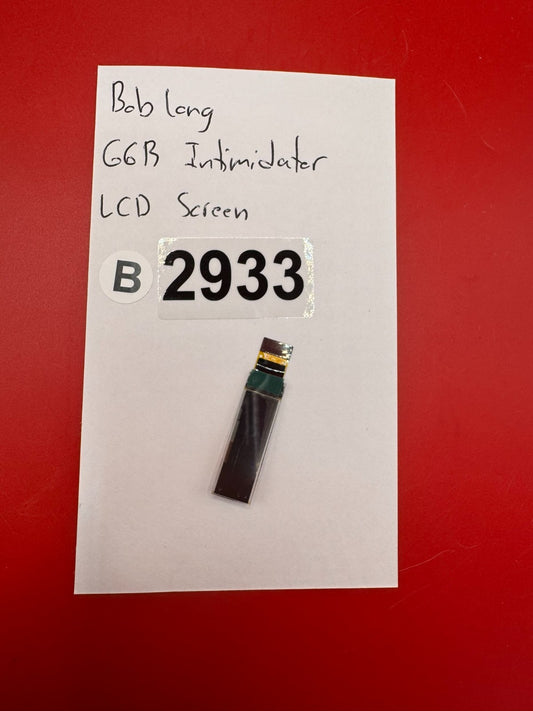 Bob Long
G6R Intimidator
LCD Screen
B 2933